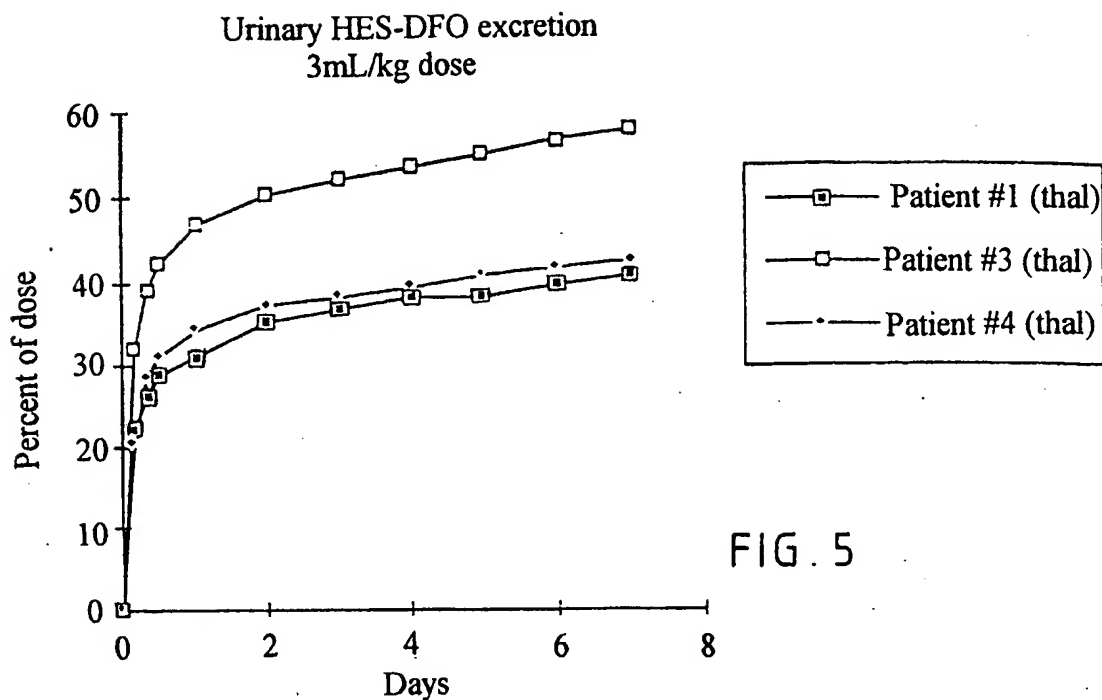 Urinary HES-DFO excretion
3mL/kg dose
60
50
40
30
20
10
0
Percent of dose
0 2 4 6 8
Days
Patient #1 (thal)
Patient #3 (thal)
Patient #4 (thal)
FIG. 5